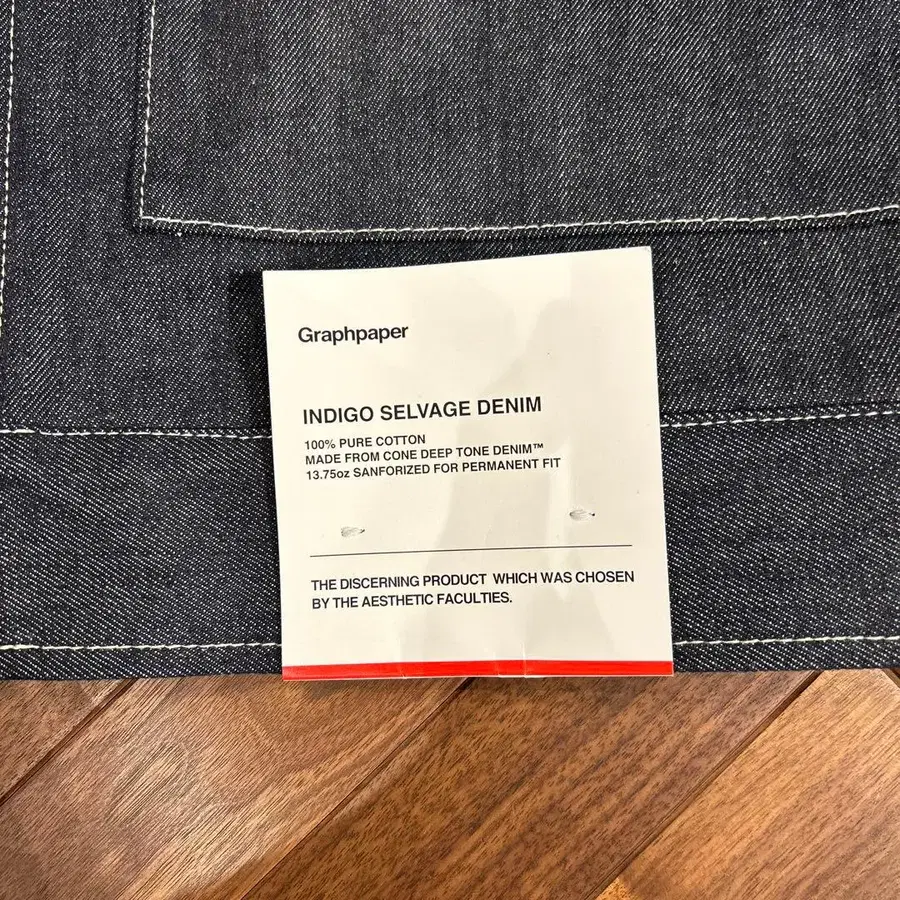 Graphpaper
INDIGO SELVAGE DENIM
100% PURE COTTON
MADE FROM CONE DEEP TONE DENIM™
13.75oz SANFORIZED FOR PERMANENT FIT
THE DISCERNING PRODUCT WHICH WAS CHOSEN
BY THE AESTHETIC FACULTIES.